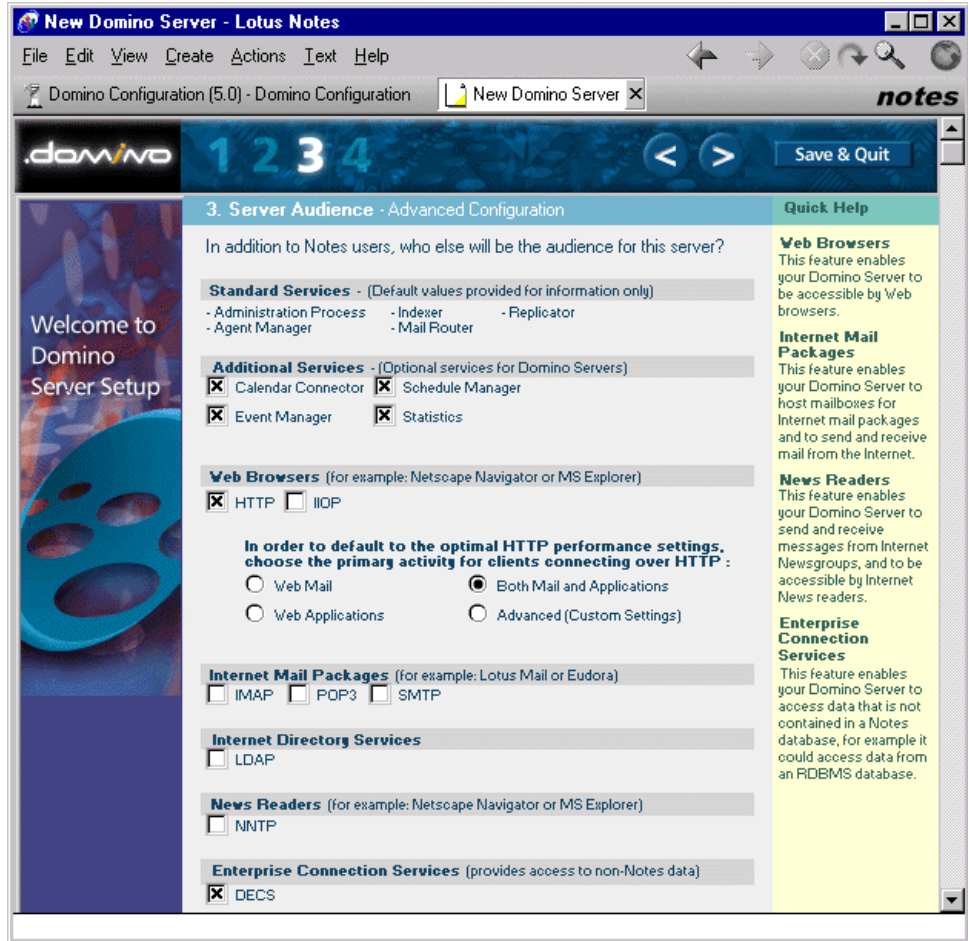 New Domino Server - Lotus Notes
File Edit View Create Actions Text Help
Domino Configuration (5.0) - Domino Configuration
New Domino Server
notes
.domino
1 2 3 4
< >
Save & Quit
Welcome to
Domino
Server Setup
3. Server Audience - Advanced Configuration
In addition to Notes users, who else will be the audience for this server?
Standard Services - (Default values provided for information only)
- Administration Process - Indexer - Replicator
- Agent Manager - Mail Router
Additional Services - (Optional services for Domino Servers)
Calendar Connector Schedule Manager
Event Manager Statistics
Web Browsers (for example: Netscape Navigator or MS Explorer)
HTTP IIOP
In order to default to the optimal HTTP performance settings,
choose the primary activity for clients connecting over HTTP :
Web Mail Both Mail and Applications
Web Applications Advanced (Custom Settings)
Internet Mail Packages (for example: Lotus Mail or Eudora)
IMAP POP3 SMTP
Internet Directory Services
LDAP
News Readers (for example: Netscape Navigator or MS Explorer)
NNTP
Enterprise Connection Services (provides access to non-Notes data)
DECS
Quick Help
Web Browsers
This feature enables
your Domino Server to
be accessible by Web
browsers.
Internet Mail
Packages
This feature enables
your Domino Server to
host mailboxes for
Internet mail packages
and to send and receive
mail from the Internet.
News Readers
This feature enables
your Domino Server to
send and receive
messages from Internet
Newsgroups, and to be
accessible by Internet
News readers.
Enterprise
Connection
Services
This feature enables
your Domino Server to
access data that is not
contained in a Notes
database, for example it
could access data from
an RDBMS database.